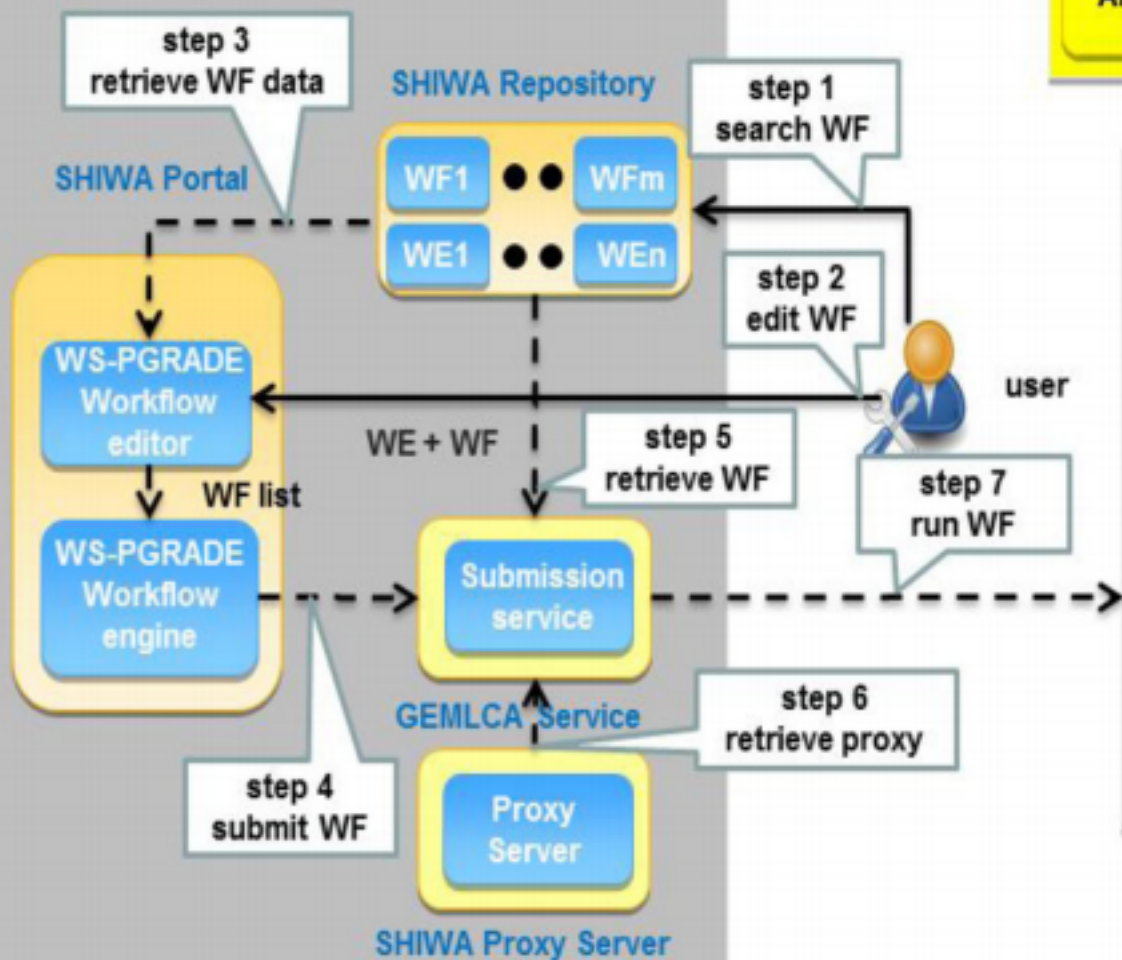 step 3
retrieve WF data
SHIWA Repository
step 1
search WF
SHIWA Portal
WF1
WFm
WE1
WEn
step 2
edit WF
WS-PGRADE
Workflow
editor
user
WE + WF
step 5
retrieve WF
WF list
step 7
run WF
WS-PGRADE
Workflow
engine
Submission
service
GEMLCA Service
step 6
retrieve proxy
step 4
submit WF
Proxy
Server
SHIWA Proxy Server